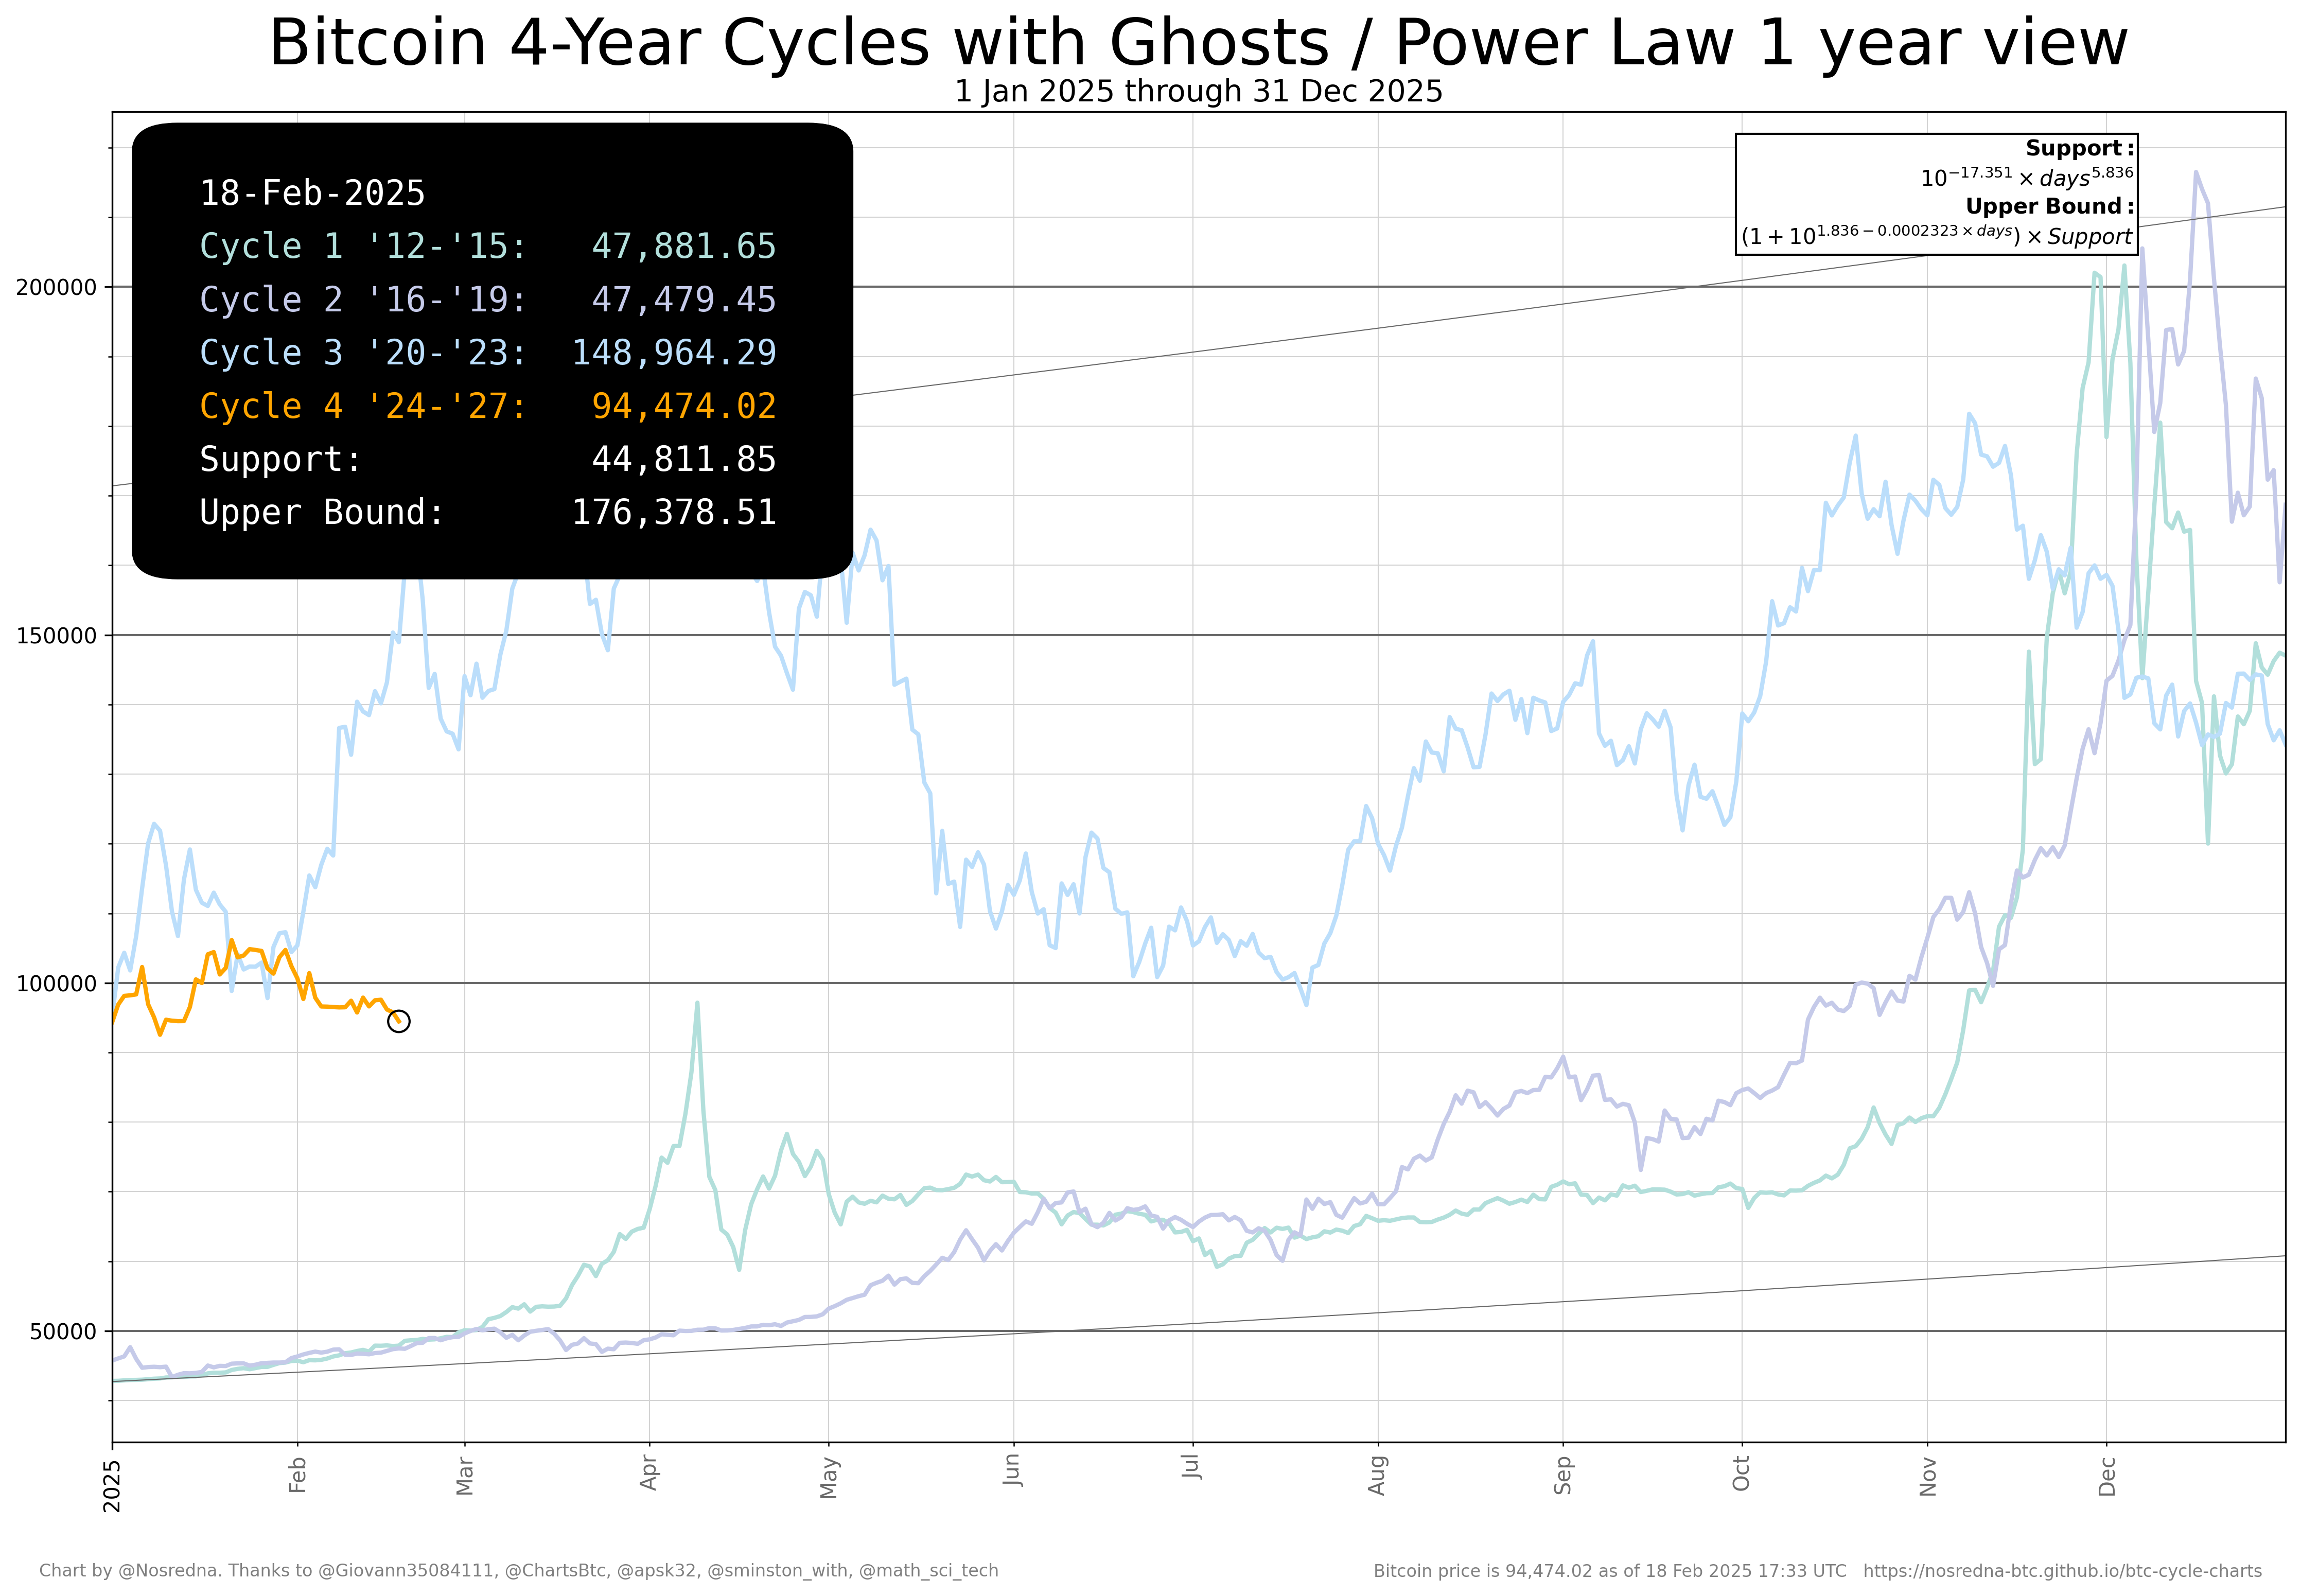 Bitcoin 4-Year Cycles with Ghosts / Power Law 1 year view
1 Jan 2025 through 31 Dec 2025
18-Feb-2025
Cycle 1 '12-'15: 47,881.65
Cycle 2 '16-'19: 47,479.45
Cycle 3 '20-'23: 148,964.29
Cycle 4 '24-'27: 94,474.02
Support: 44,811.85
Upper Bound: 176,378.51
Support:
10^{-17.351} × days^{5.836}
Upper Bound:
(1 + 10^{1.836−0.0002323×days}) × Support
200000
150000
100000
50000
2025
Feb
Mar
Apr
May
Jun
Jul
Aug
Sep
Oct
Nov
Dec
Chart by @Nosredna. Thanks to @Giovann35084111, @ChartsBtc, @apsk32, @sminston_with, @math_sci_tech
Bitcoin price is 94,474.02 as of 18 Feb 2025 17:33 UTC https://nosredna-btc.github.io/btc-cycle-charts